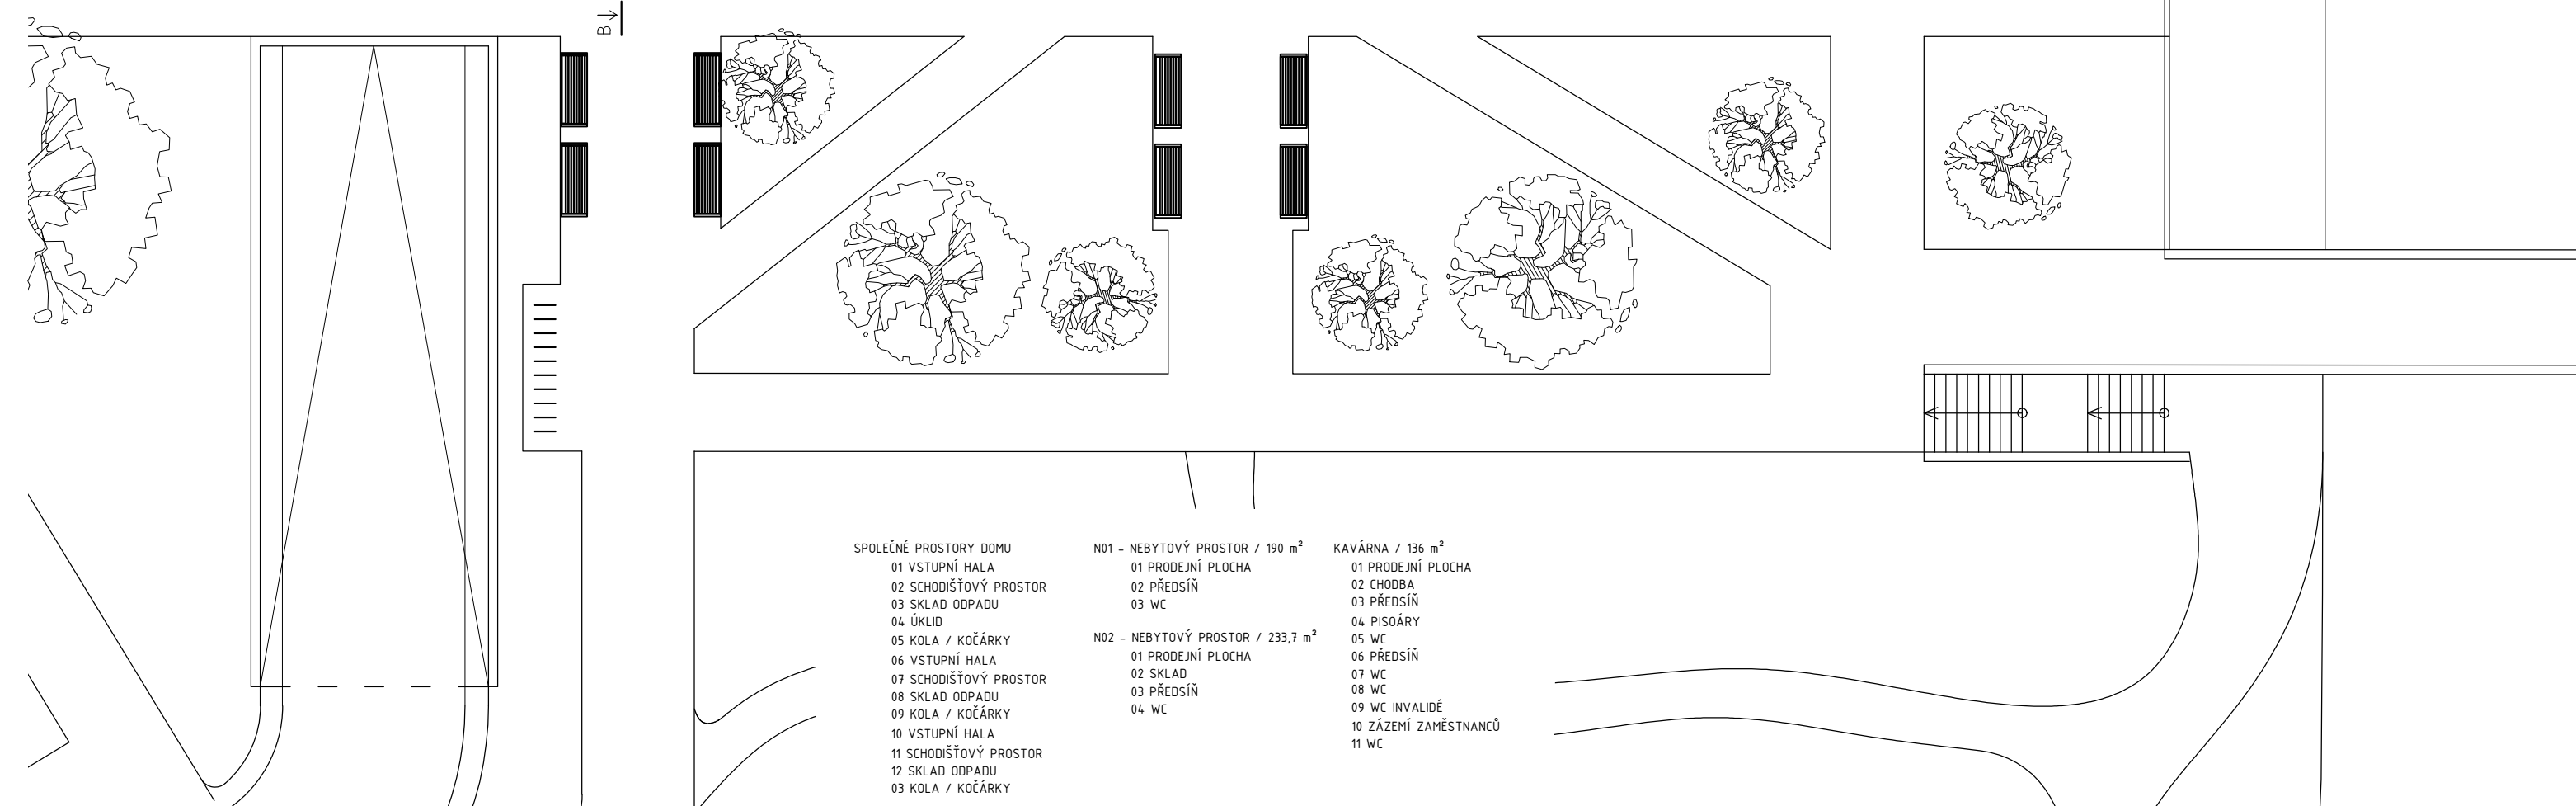 B
SPOLEČNÉ PROSTORY DOMU
01 VSTUPNÍ HALA
02 SCHODIŠŤOVÝ PROSTOR
03 SKLAD ODPADU
04 ÚKLID
05 KOLA / KOČÁRKY
06 VSTUPNÍ HALA
07 SCHODIŠŤOVÝ PROSTOR
08 SKLAD ODPADU
09 KOLA / KOČÁRKY
10 VSTUPNÍ HALA
11 SCHODIŠŤOVÝ PROSTOR
12 SKLAD ODPADU
03 KOLA / KOČÁRKY
N01 - NEBYTOVÝ PROSTOR / 190 m²
01 PRODEJNÍ PLOCHA
02 PŘEDSÍŇ
03 WC
N02 - NEBYTOVÝ PROSTOR / 233,7 m²
01 PRODEJNÍ PLOCHA
02 SKLAD
03 PŘEDSÍŇ
04 WC
KAVÁRNA / 136 m²
01 PRODEJNÍ PLOCHA
02 CHODBA
03 PŘEDSÍŇ
04 PISOÁRY
05 WC
06 PŘEDSÍŇ
07 WC
08 WC
09 WC INVALIDÉ
10 ZÁZEMÍ ZAMĚSTNANCŮ
11 WC